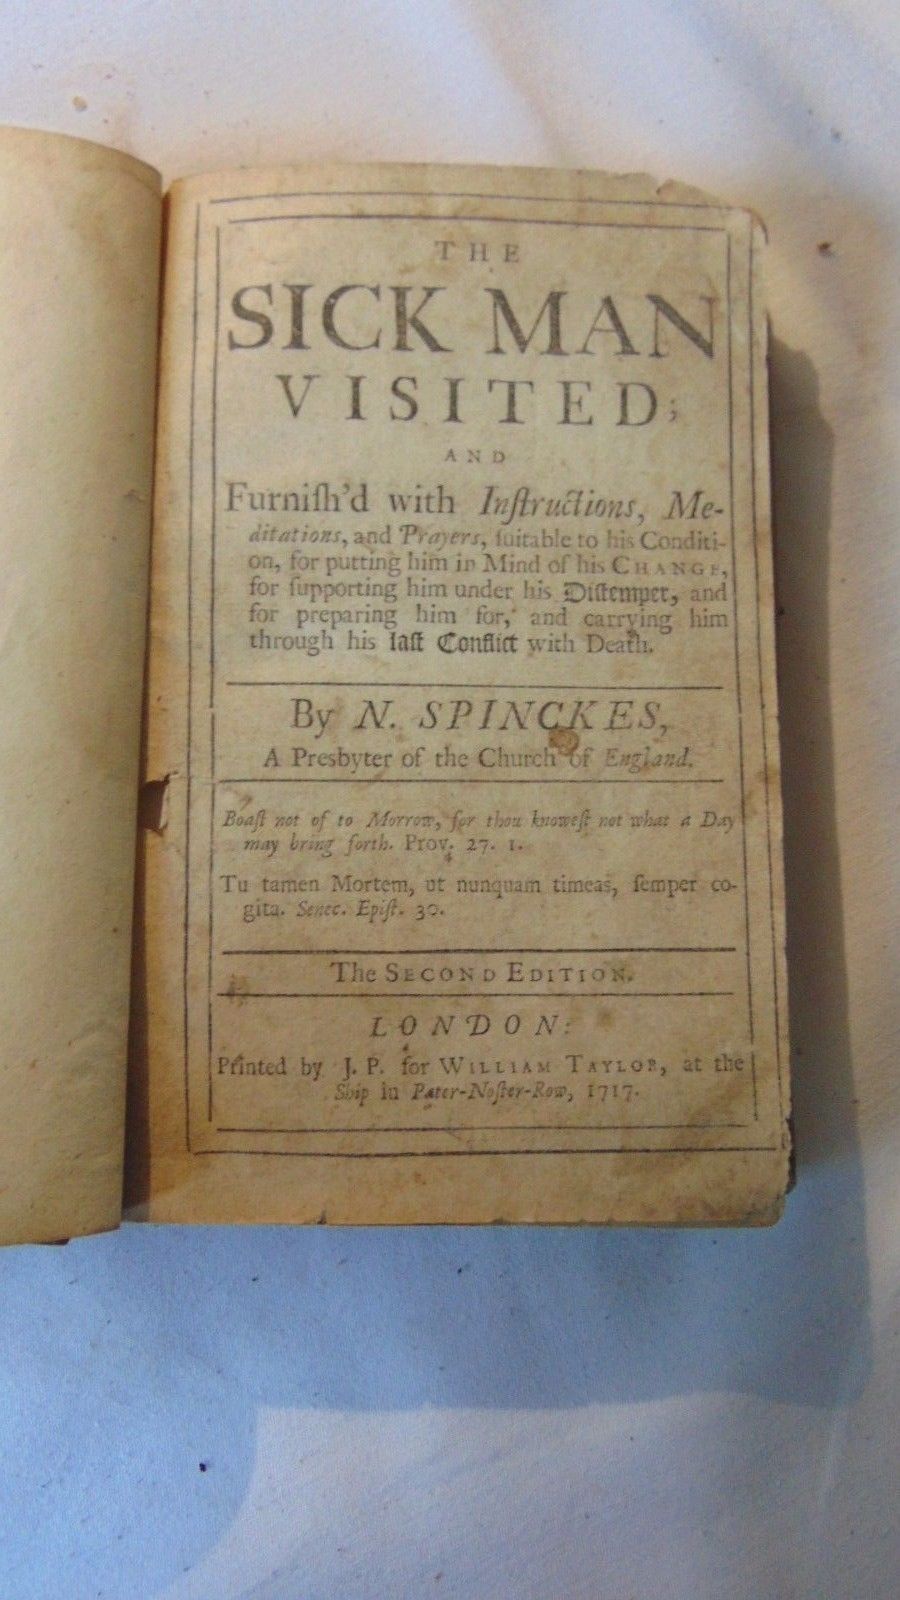 THE
SICK MAN
VISITED;
AND
Furniſh'd with Inſtructions, Me-
ditations, and Prayers, ſuitable to his Conditi-
on, for putting him in Mind of his CHANGE,
for ſupporting him under his Diſtemper, and
for preparing him for, and carrying him
through his laſt Conflict with Death.
By N. SPINCKES,
A Presbyter of the Church of England.
Boaſt not of to Morrow, for thou knoweſt not what a Day
may bring forth. Prov. 27. 1.
Tu tamen Mortem, ut nunquam timeas, ſemper co-
gita. Senec. Epiſt. 30.
The SECOND EDITION.
LONDON:
Printed by J. P. for WILLIAM TAYLOR, at the
Ship in Pater-Noſter-Row, 1717.